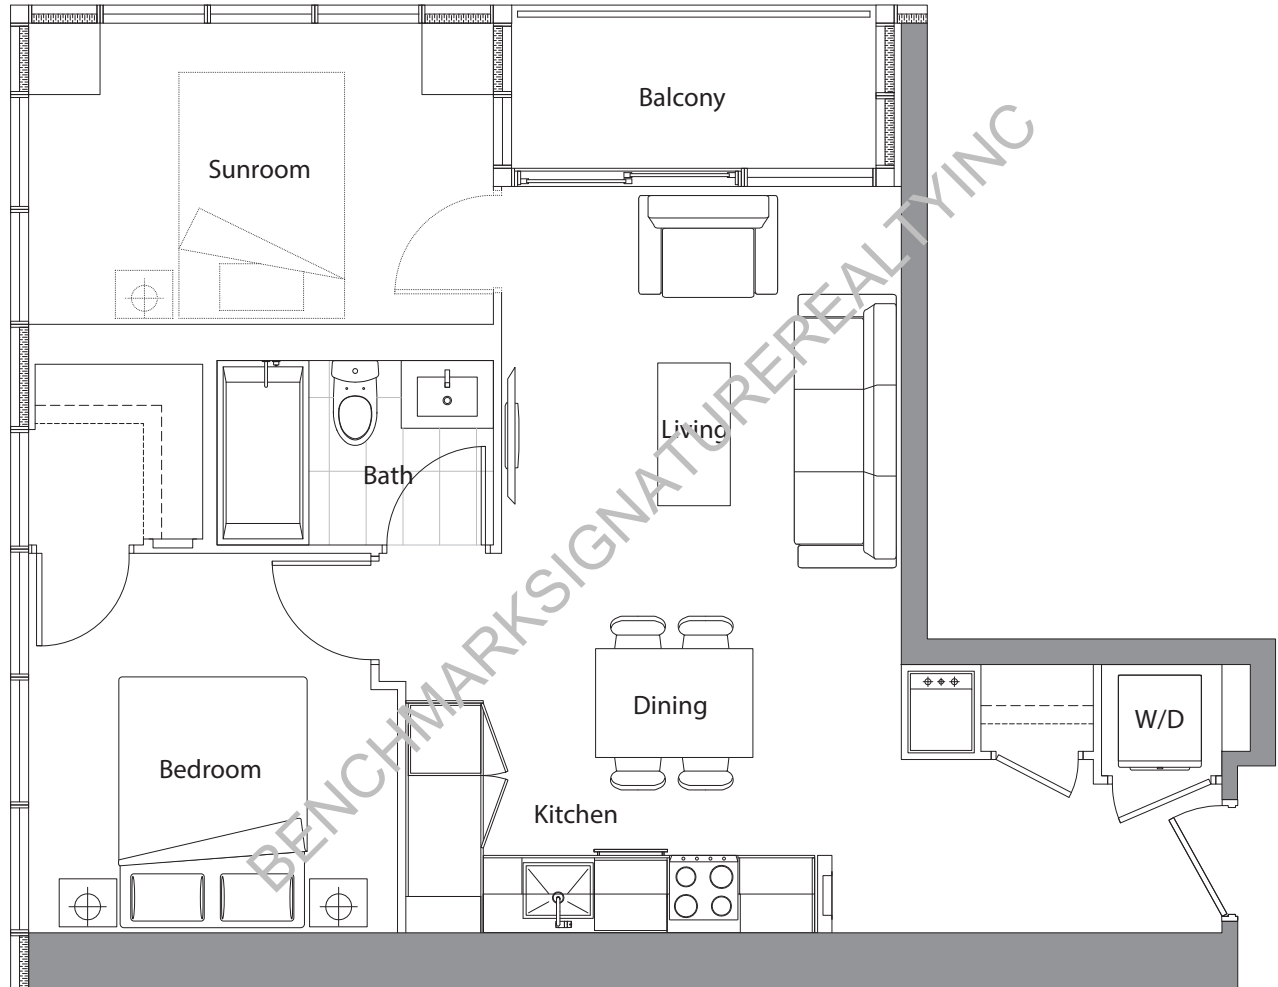 Balcony
Sunroom
Living
Bath
Dining
W/D
Bedroom
Kitchen
BENCHMARKSIGNATUREREALTYINC